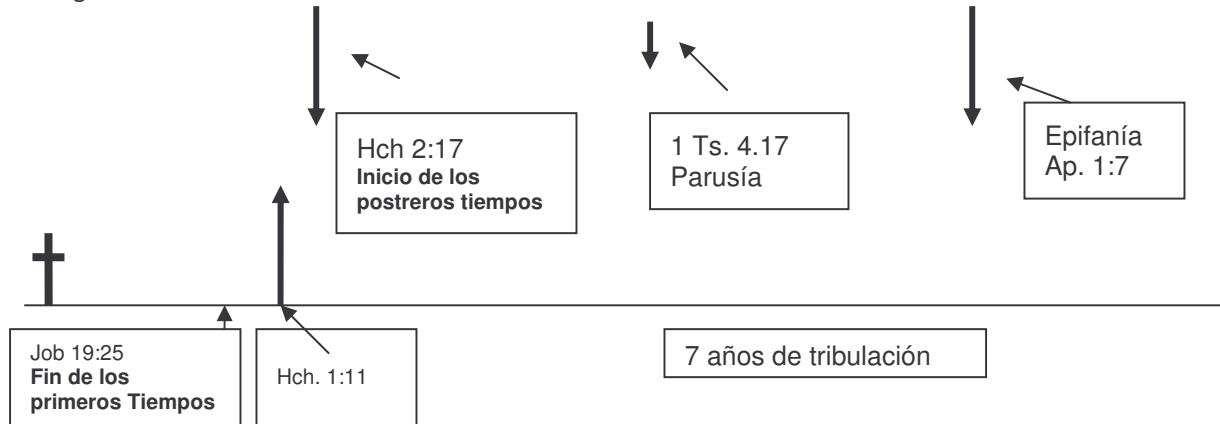 Hch 2:17
Inicio de los
postreros tiempos
1 Ts. 4.17
Parusía
Epifanía
Ap. 1:7
Job 19:25
Fin de los
primeros Tiempos
Hch. 1:11
7 años de tribulación